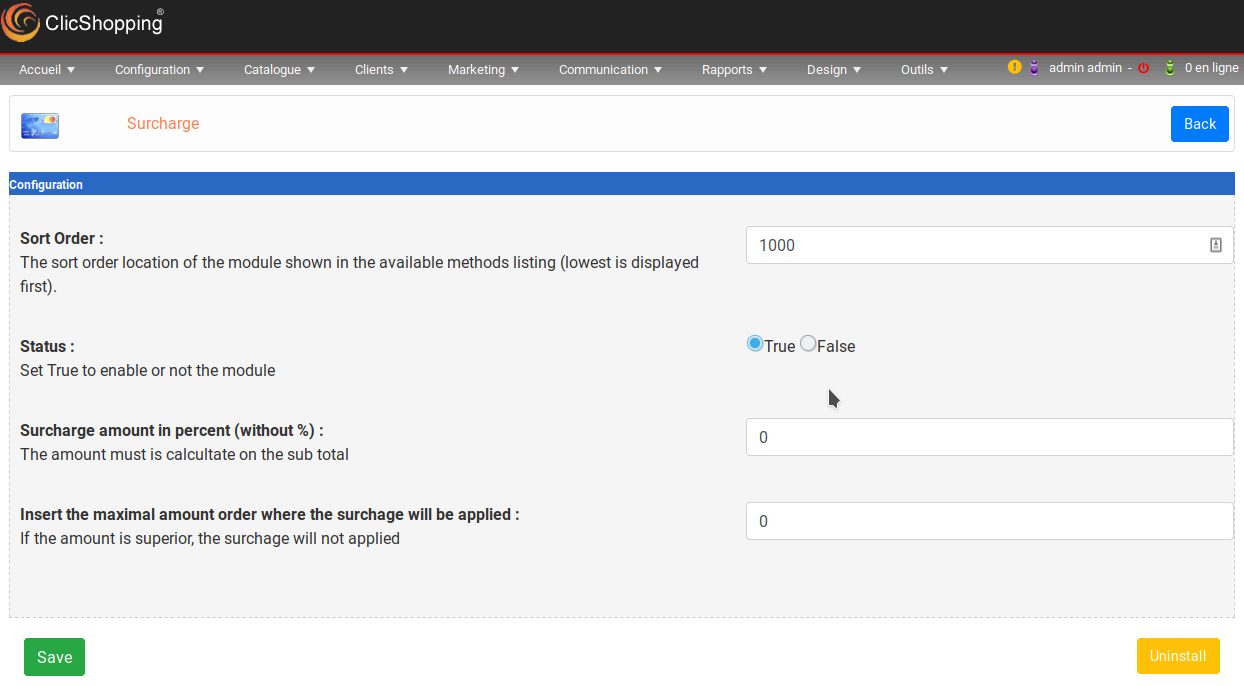 ClicShopping®
Accueil Configuration Catalogue Clients Marketing Communication Rapports Design Outils admin admin - 0 en ligne
Surcharge Back
Configuration
Sort Order : 1000
The sort order location of the module shown in the available methods listing (lowest is displayed
first).
Status : True False
Set True to enable or not the module
Surcharge amount in percent (without %) : 0
The amount must is calcultate on the sub total
Insert the maximal amount order where the surchage will be applied : 0
If the amount is superior, the surchage will not applied
Save Uninstall